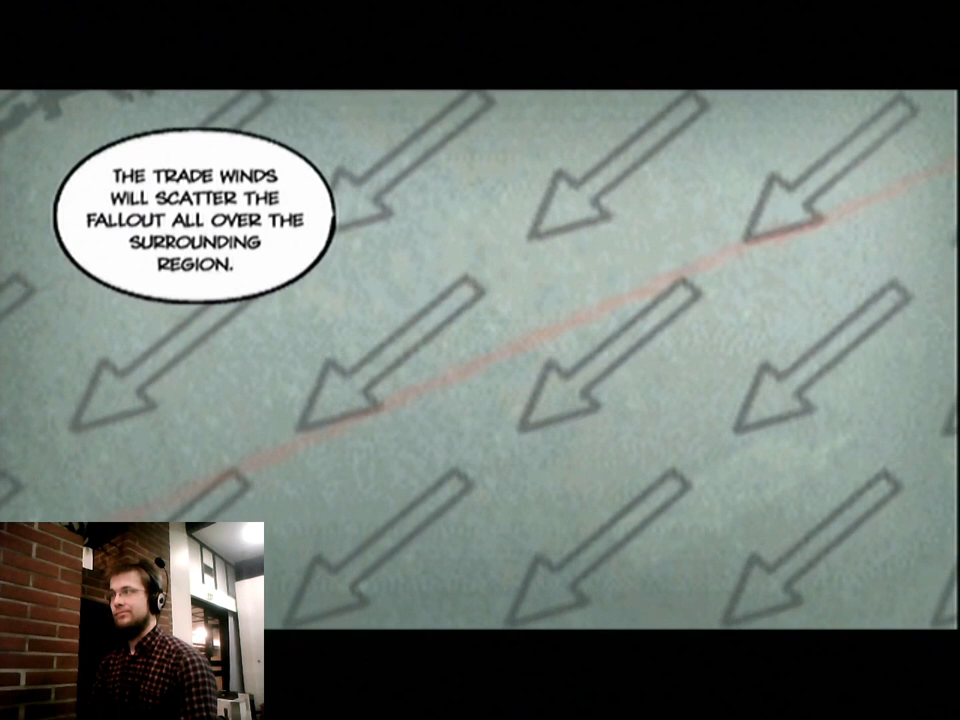 THE TRADE WINDS
WILL SCATTER THE
FALLOUT ALL OVER THE
SURROUNDING
REGION.